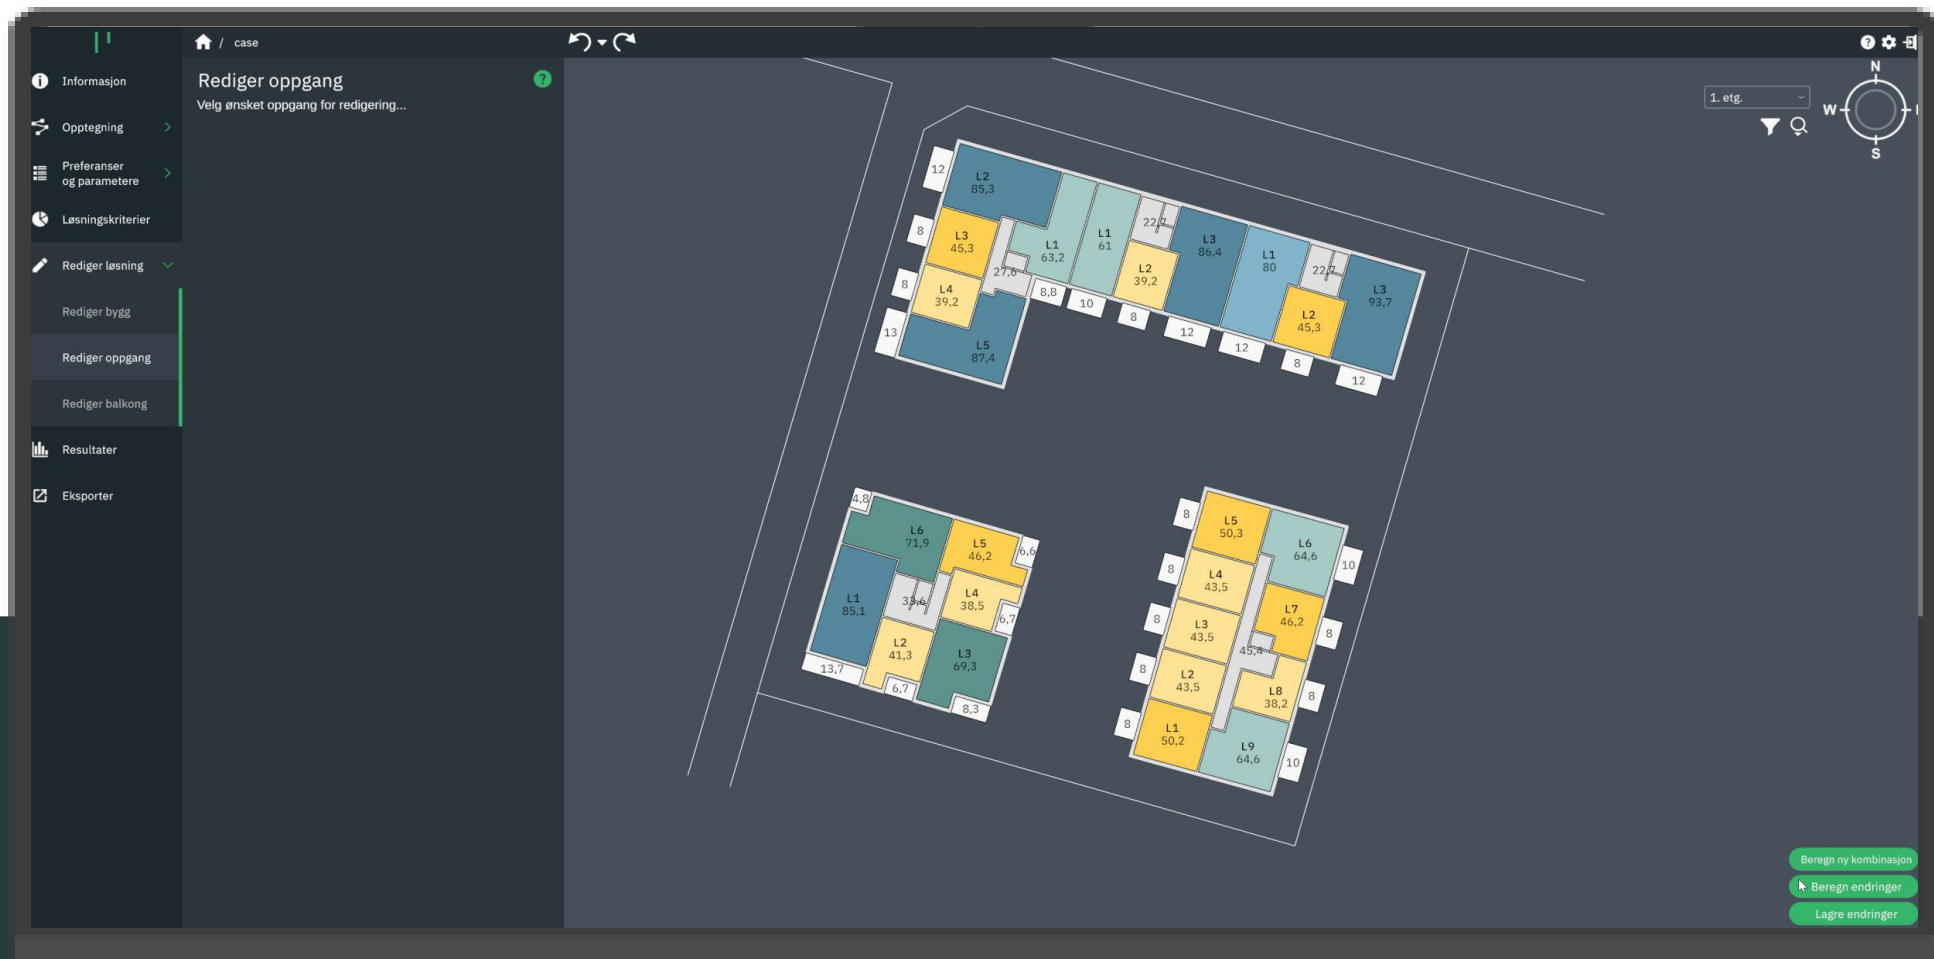 / case
Informasjon
Opptegning
Preferanser
og parametere
Løsningskriterier
Rediger løsning
Rediger bygg
Rediger oppgang
Rediger balkong
Resultater
Eksporter
Rediger oppgang
?
Velg ønsket oppgang for redigering...
?
1. etg.
N
W
S
12
L2
85,3
8
L3
45,3
8
L4
39,2
13
L5
87,4
27,6
L1
63,2
8,8
L1
61
10
22,7
L2
39,2
8
L3
86,4
12
L1
80
12
22,7
L2
45,3
8
L3
93,7
12
4,8
L6
71,9
L5
46,2
6,6
L1
85,1
33,6
L4
38,5
6,7
L2
41,3
L3
69,3
13,7
6,7
8,3
8
L5
50,3
L6
64,6
10
8
L4
43,5
L7
46,2
8
8
L3
43,5
45,4
8
L2
43,5
L8
38,2
8
8
L1
50,2
L9
64,6
10
Beregn ny kombinasjon
Beregn endringer
Lagre endringer